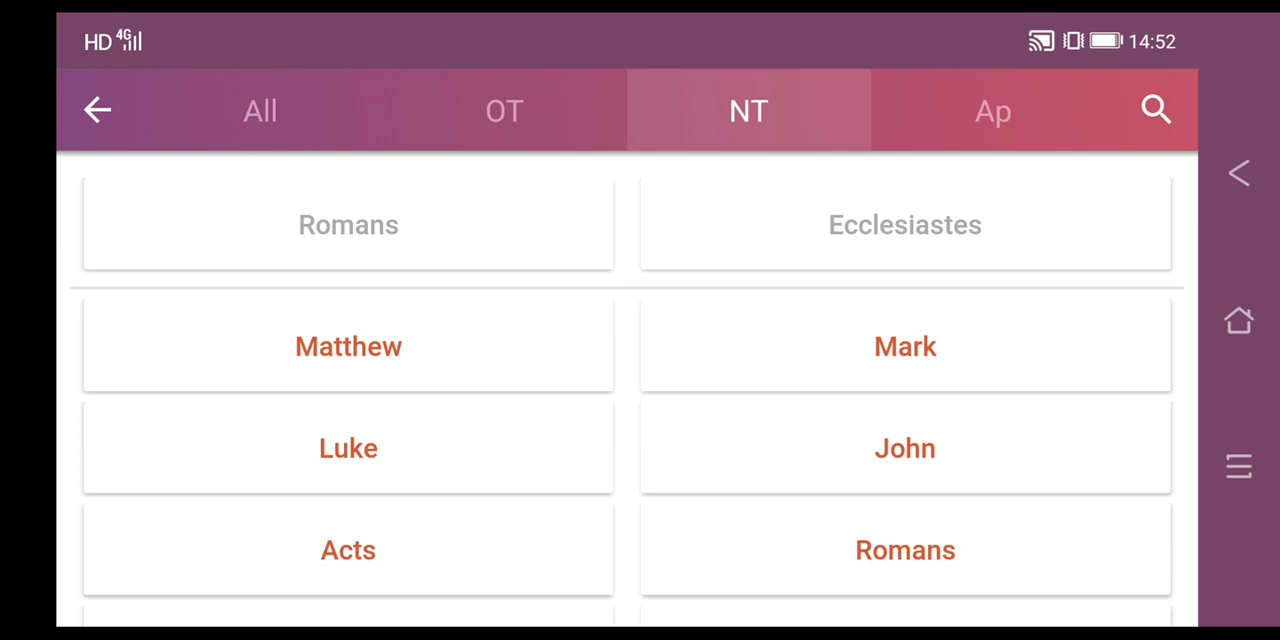 HD 4G 14:52
All OT NT Ap
Romans Ecclesiastes
Matthew Mark
Luke John
Acts Romans